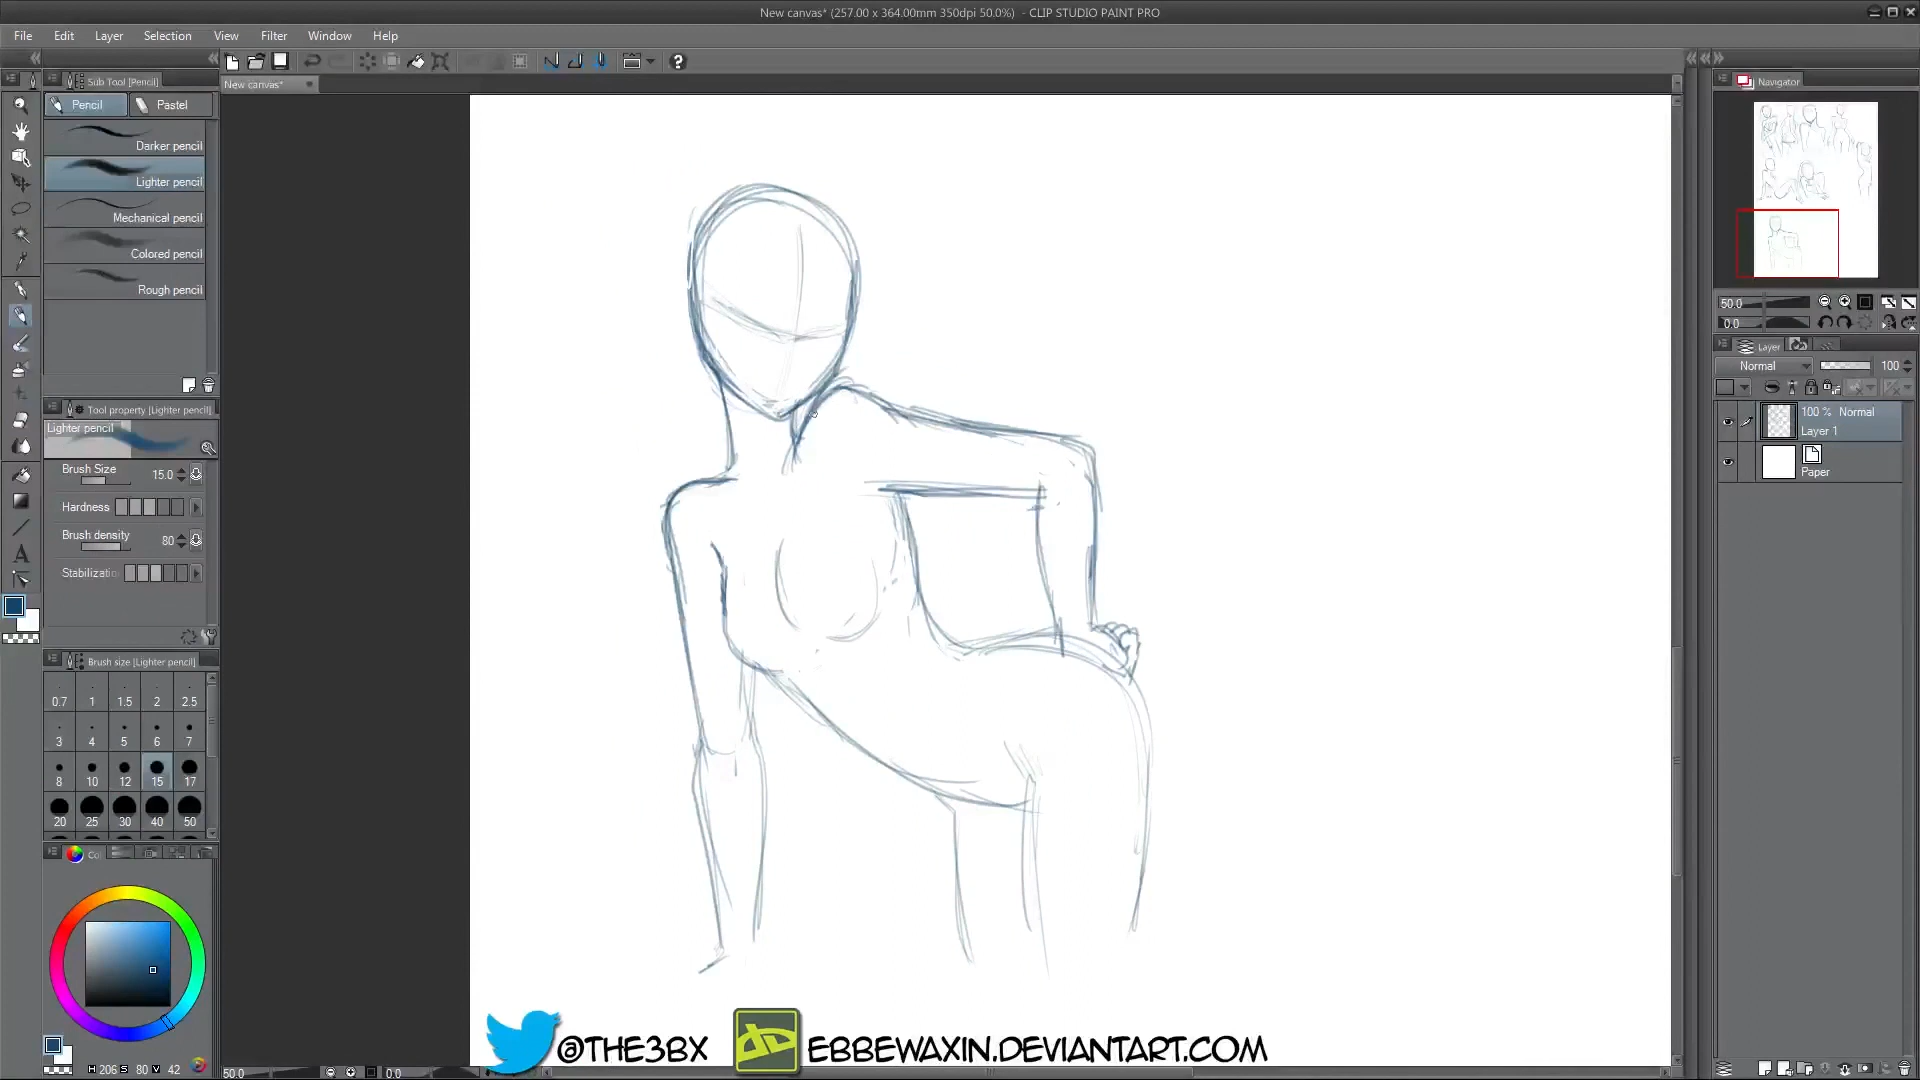 New canvas* (257.00 x 364.00mm 350dpi 50.0%) - CLIP STUDIO PAINT PRO
File Edit Layer Selection View Filter Window Help
Sub Tool [Pencil]
New canvas*
Navigator
Pencil Pastel
Darker pencil
Lighter pencil
Mechanical pencil
Colored pencil
Rough pencil
50.0
0.0
Layer
Normal 100
Tool property [Lighter pencil]
100 % Normal
Layer 1
Lighter pencil
Paper
Brush Size 15.0
Hardness
Brush density 80
Stabilizatic
Brush size [Lighter pencil]
0.7 1 1.5 2 2.5
3 4 5 6 7
8 10 12 15 17
20 25 30 40 50
Co
@THE3BX
EBBEWAXIN.DEVIANTART.COM
H 206 S 80 V 42
50.0 0.0